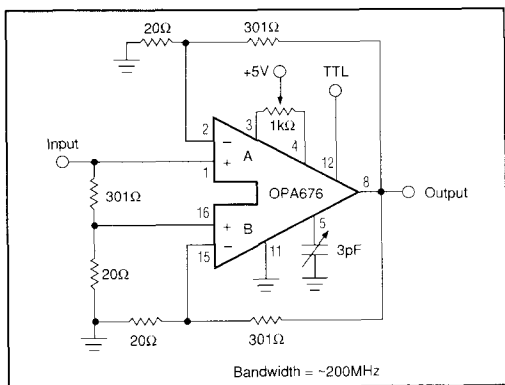 20Ω
301Ω
+5V
TTL
1kΩ
3
4
12
2
−
A
Input
+
1
8
Output
OPA676
301Ω
16
+
B
5
−
15
11
3pF
20Ω
20Ω
301Ω
Bandwidth = ~200MHz